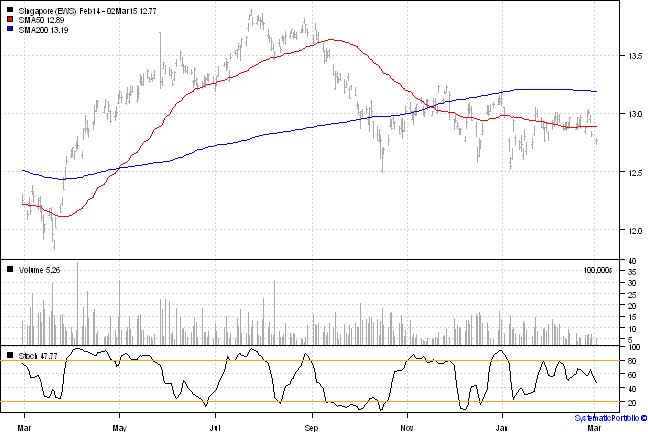 Singapore (EWS) Feb14 - 02Mar15 12.77
SMA50 12.89
SMA200 13.19
13.5
13.0
12.5
12.0
Volume 5.26
100,000s
40
35
30
25
20
15
10
5
Stoch 47.77
100
80
60
40
20
Mar May Jul Sep Nov Jan Mar
SystematicPortfolio ©